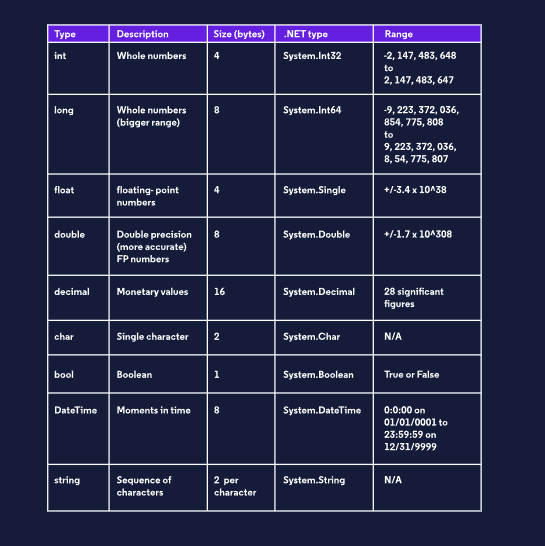 Type Description Size (bytes) .NET type Range
int Whole numbers 4 System.Int32 -2, 147, 483, 648
to
2, 147, 483, 647
long Whole numbers 8 System.Int64 -9, 223, 372, 036,
(bigger range) 854, 775, 808
to
9, 223, 372, 036,
8, 54, 775, 807
float floating- point 4 System.Single +/-3.4 x 10^38
numbers
double Double precision 8 System.Double +/-1.7 x 10^308
(more accurate)
FP numbers
decimal Monetary values 16 System.Decimal 28 significant
figures
char Single character 2 System.Char N/A
bool Boolean 1 System.Boolean True or False
DateTime Moments in time 8 System.DateTime 0:0:00 on
01/01/0001 to
23:59:59 on
12/31/9999
string Sequence of 2 per System.String N/A
characters character